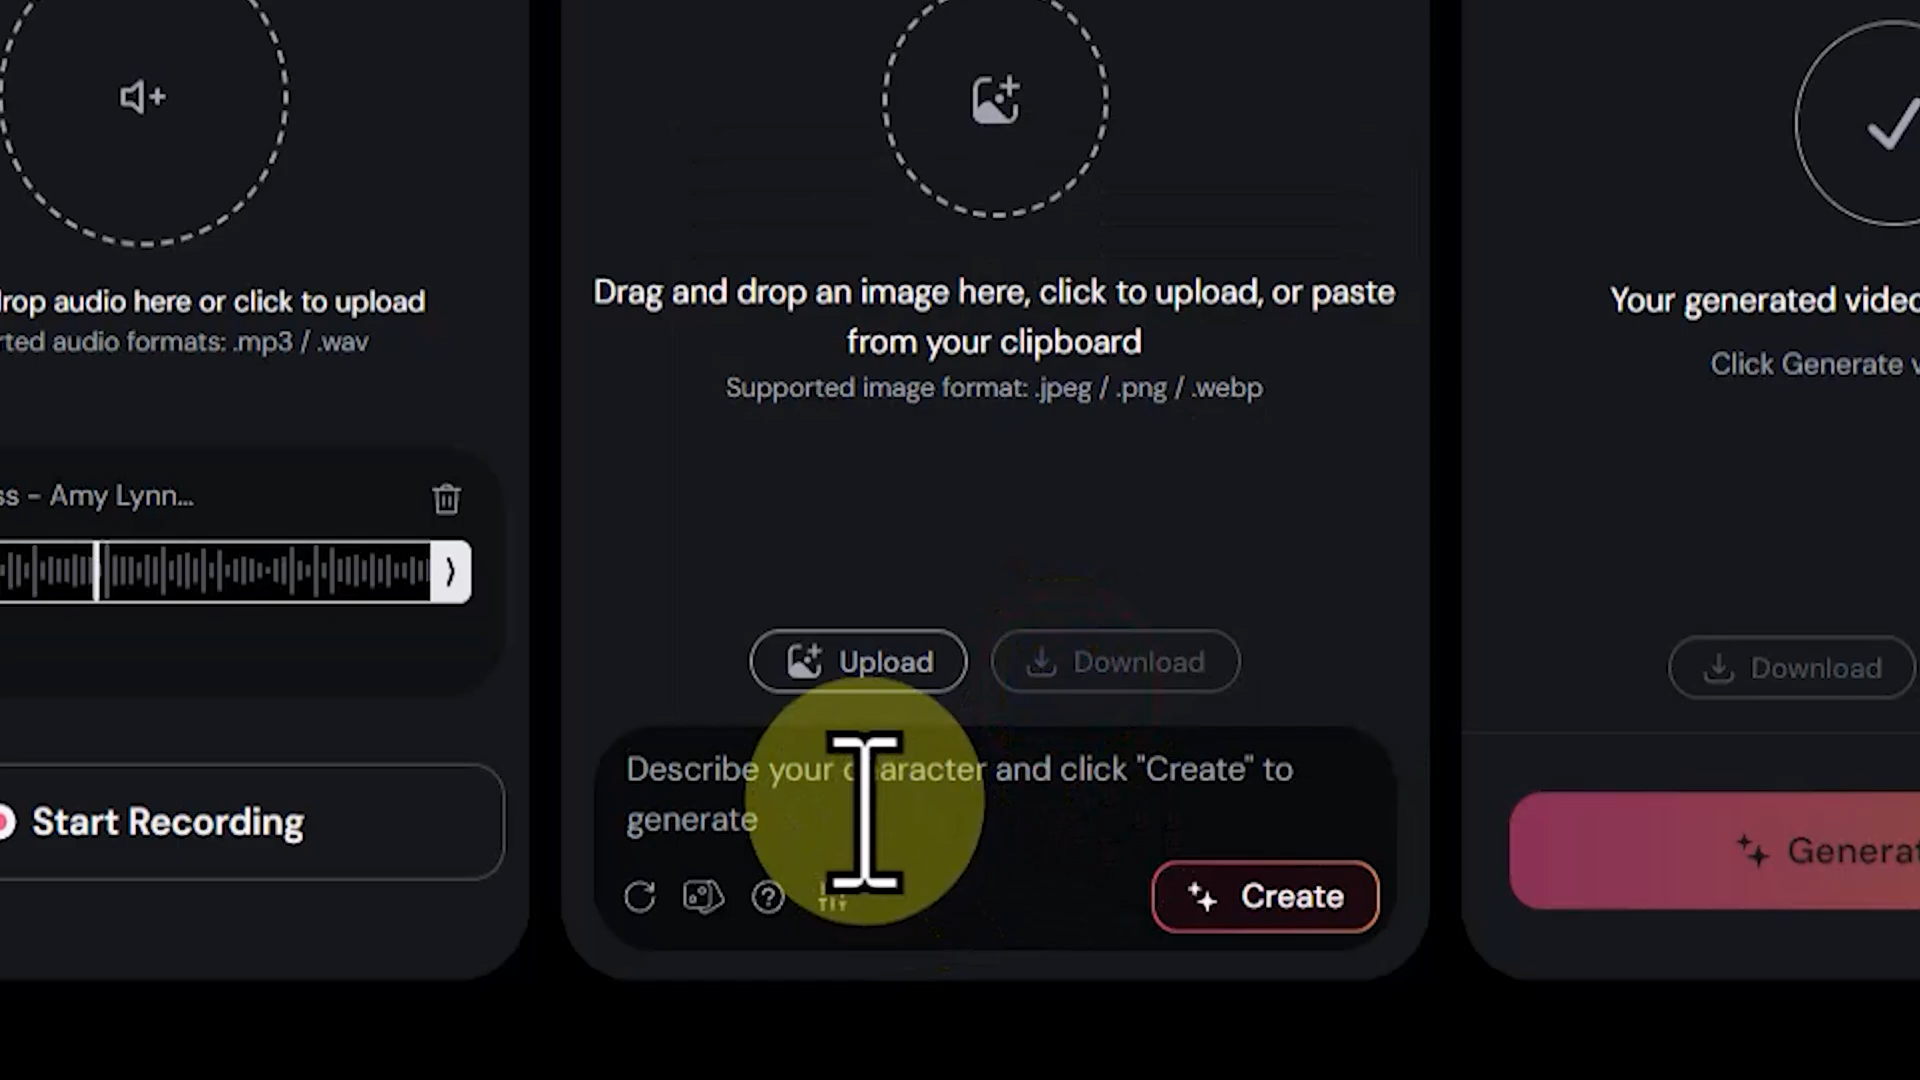 rop audio here or click to upload
rted audio formats: .mp3 / .wav
ss - Amy Lynn...
Start Recording
Drag and drop an image here, click to upload, or paste
from your clipboard
Supported image format: .jpeg / .png / .webp
Upload
Download
Describe your character and click "Create" to
generate
Create
Your generated video
Click Generate v
Download
Generat